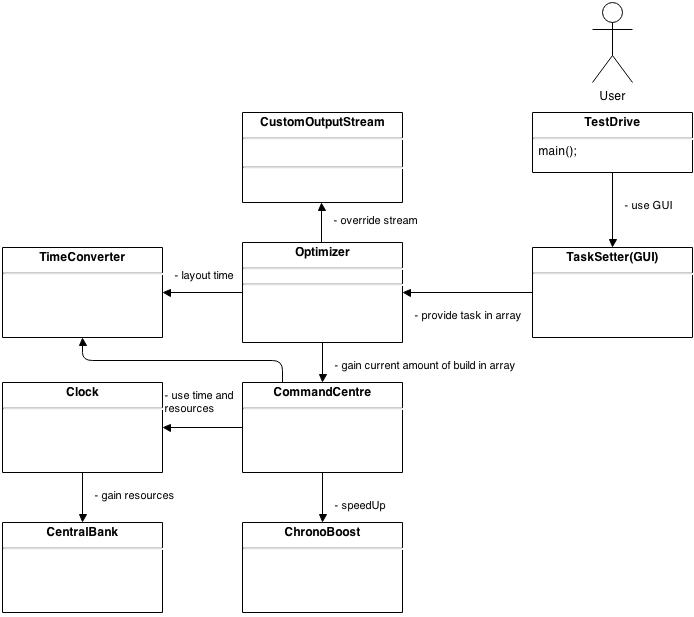 User
CustomOutputStream
TestDrive
main();
- use GUI
- override stream
TimeConverter
Optimizer
TaskSetter(GUI)
- layout time
- provide task in array
- gain current amount of build in array
Clock
- use time and
resources
CommandCentre
- gain resources
- speedUp
CentralBank
ChronoBoost